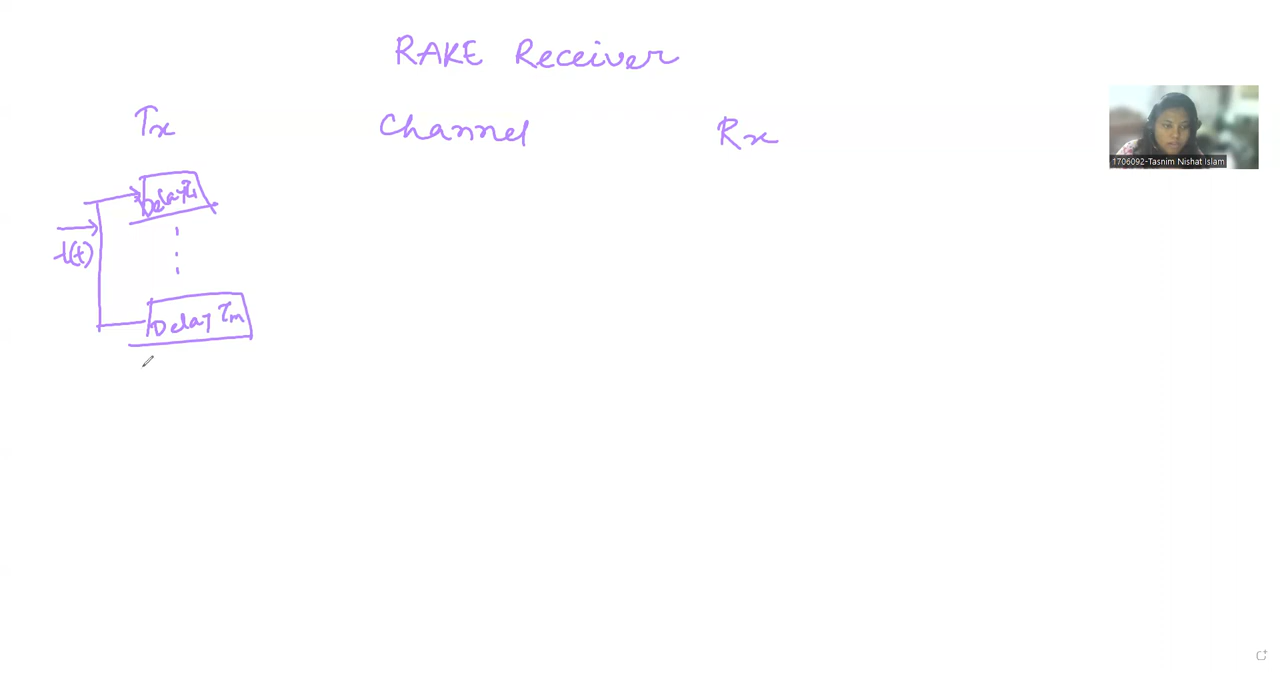 RAKE Receiver
Tx Channel Rx
1706092-Tasnim Nishat Islam
Delay τ1
d(t)
Delay τm